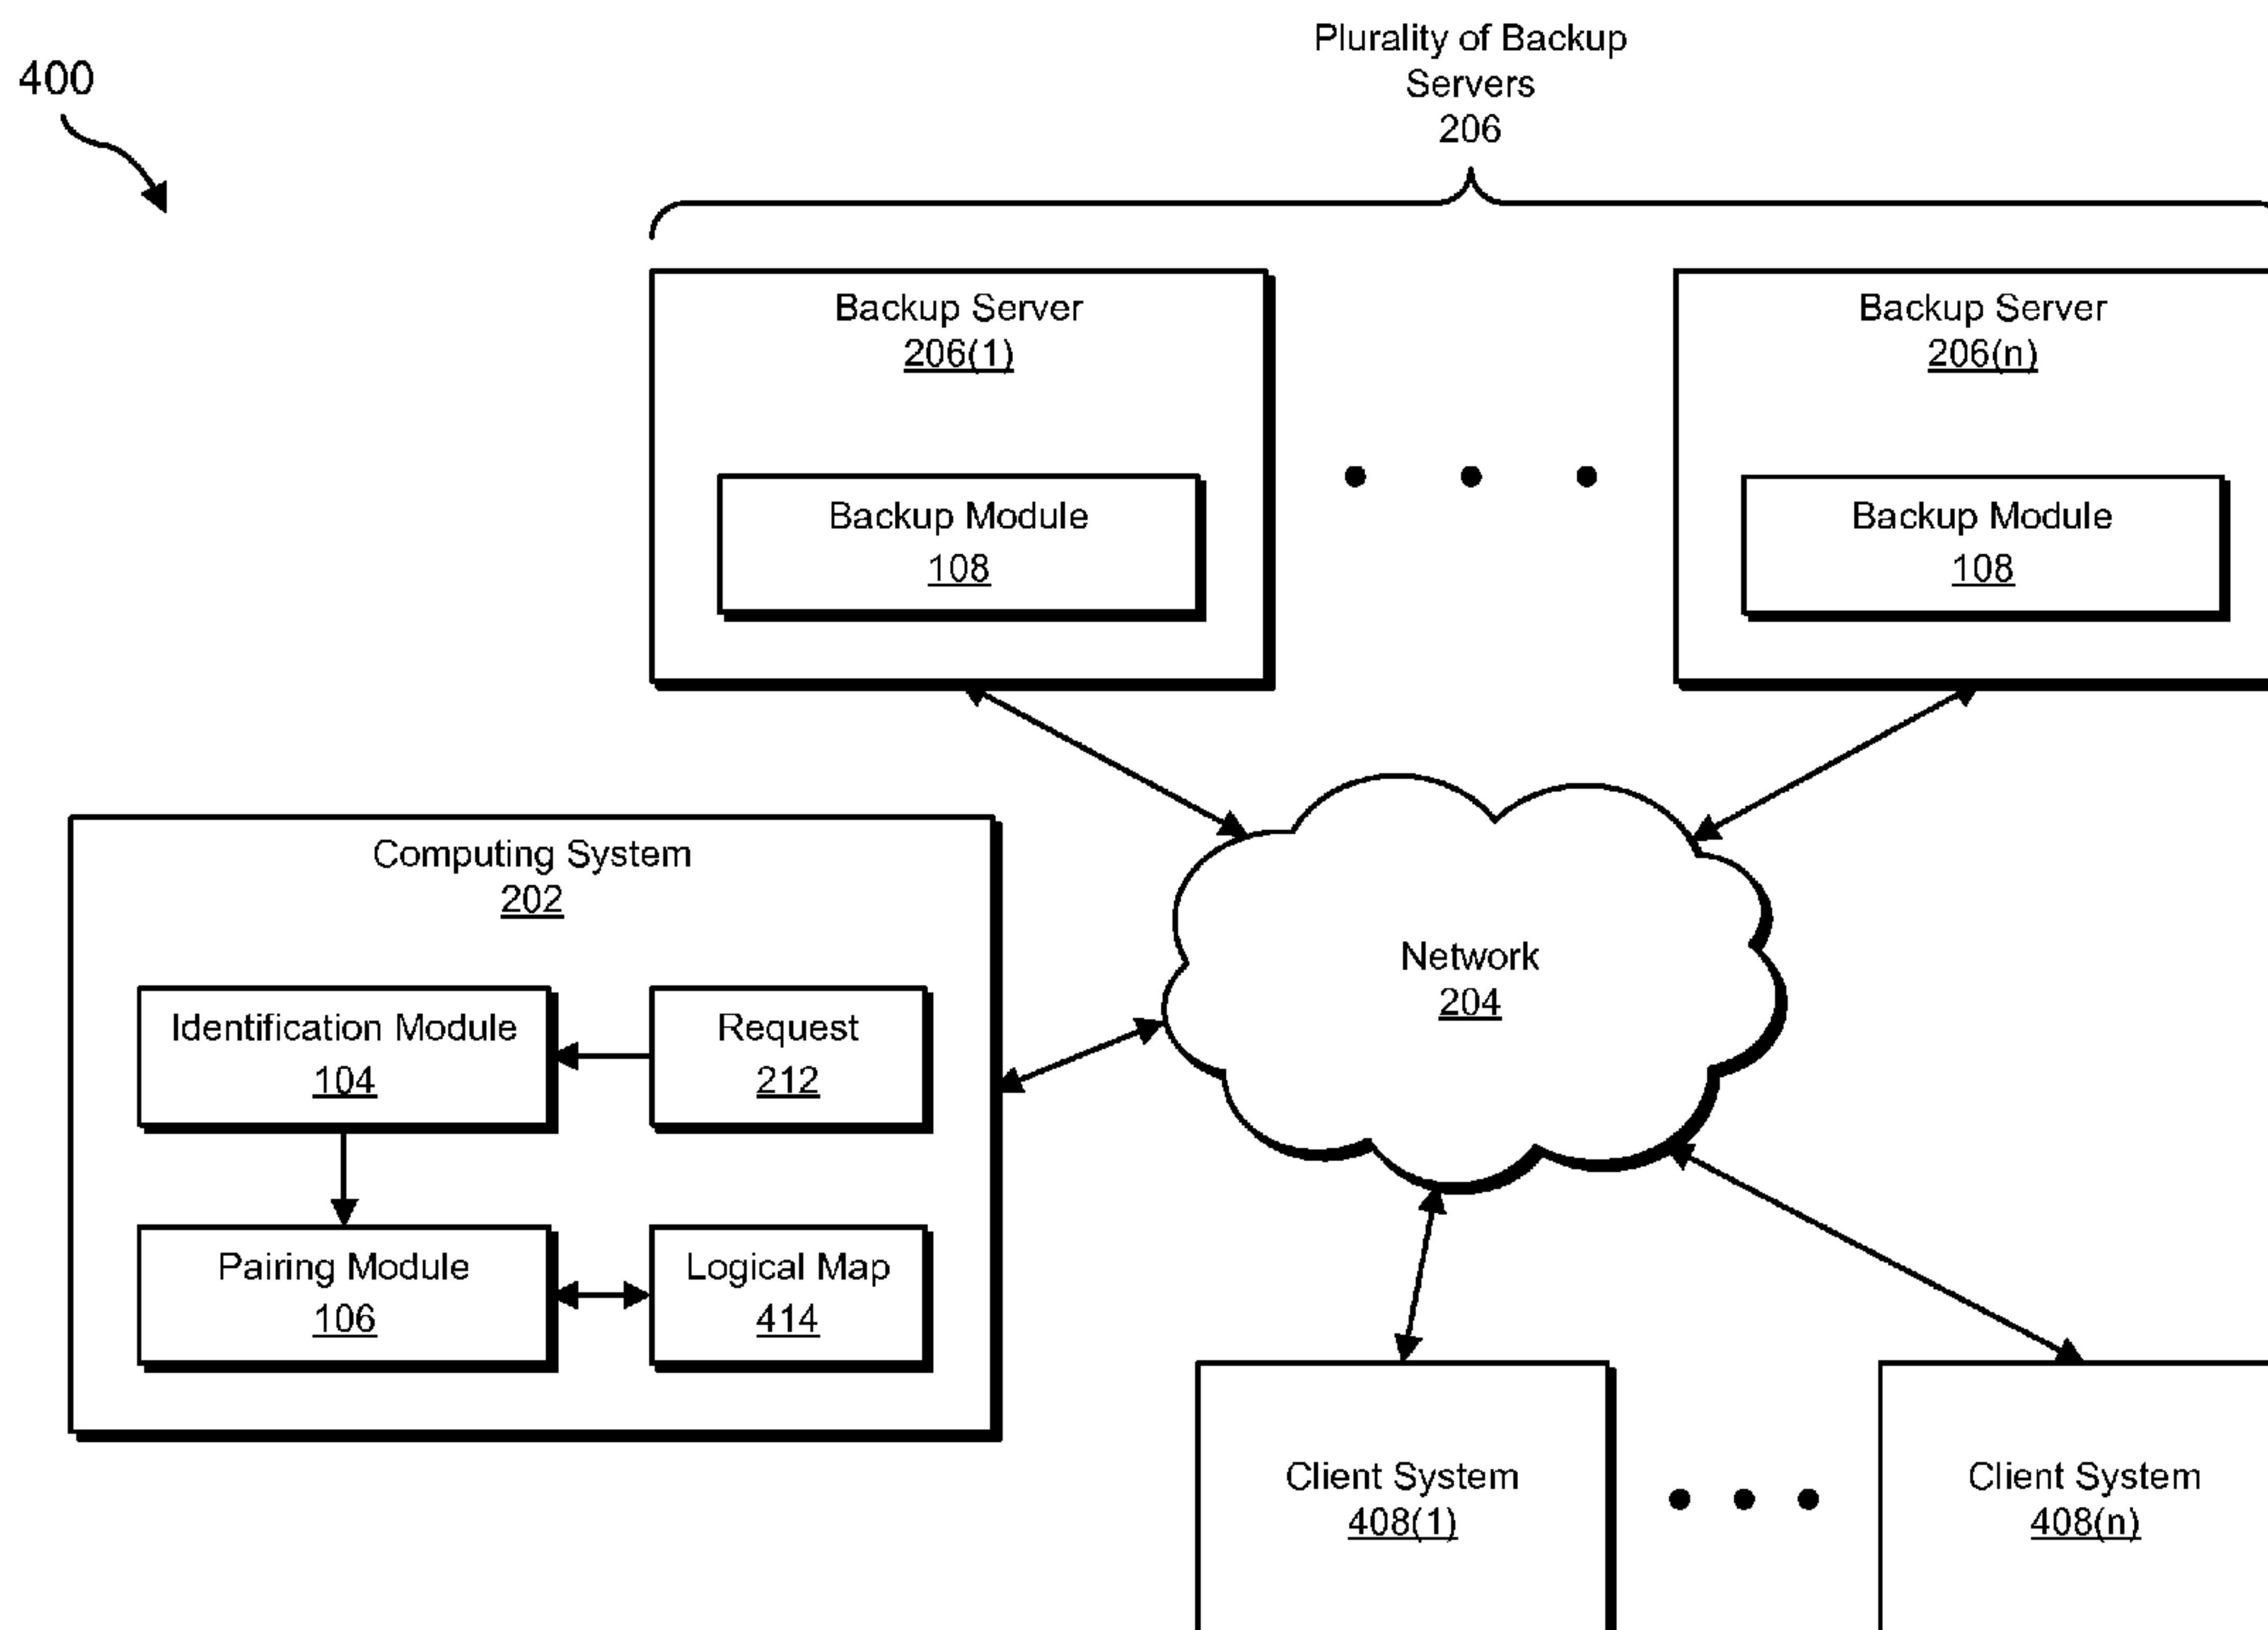 400
Plurality of Backup
Servers
206
Backup Server
206(1)
Backup Module
108
Backup Server
206(n)
Backup Module
108
Computing System
202
Identification Module
104
Request
212
Pairing Module
106
Logical Map
414
Network
204
Client System
408(1)
Client System
408(n)